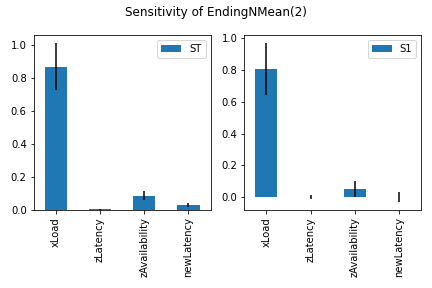 Sensitivity of EndingNMean(2)
1.0
0.8
0.6
0.4
0.2
0.0
ST
xLoad
zLatency
zAvailability
newLatency
1.0
0.8
0.6
0.4
0.2
0.0
S1
xLoad
zLatency
zAvailability
newLatency